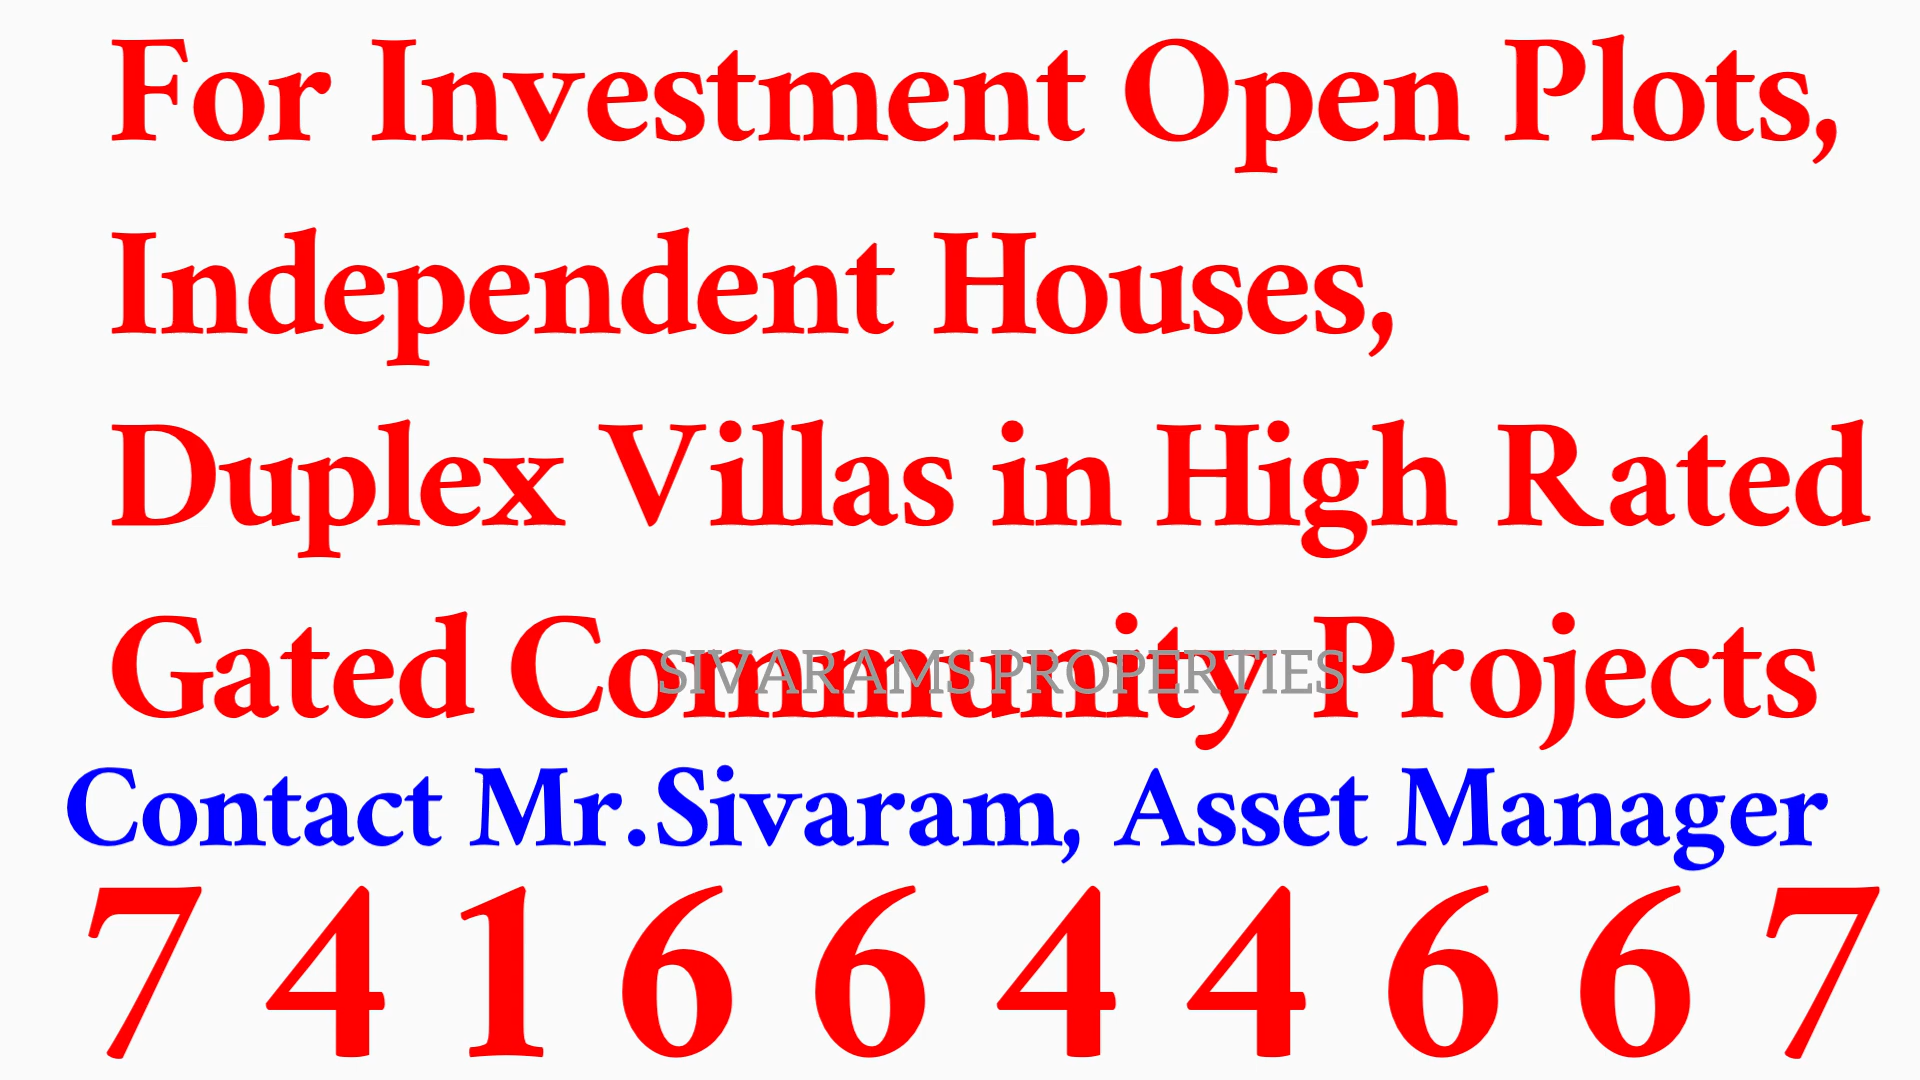 For Investment Open Plots,
Independent Houses,
Duplex Villas in High Rated
Gated Community Projects
SIVARAMS PROPERTIES
Contact Mr.Sivaram, Asset Manager
7 4 1 6 6 4 4 6 6 7